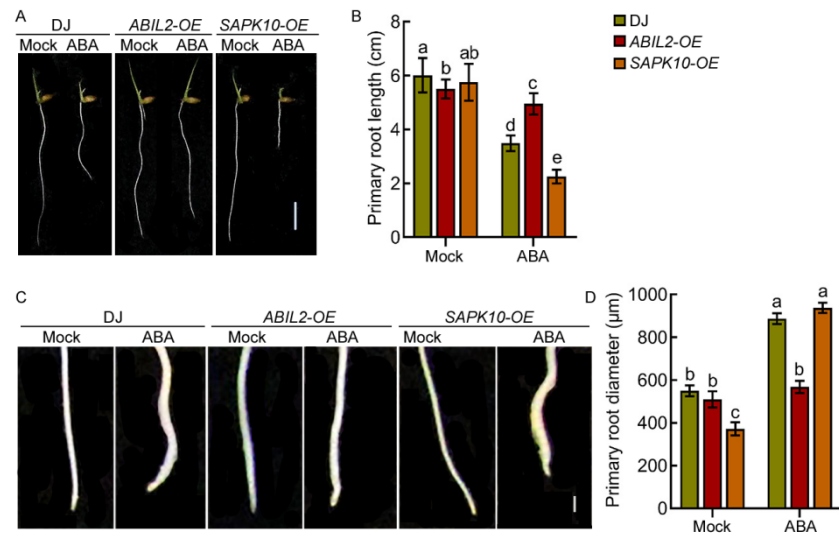 A
DJ ABIL2-OE SAPK10-OE
Mock ABA Mock ABA Mock ABA
B
Primary root length (cm)
8
6
4
2
0
a b ab
d c e
Mock ABA
DJ
ABIL2-OE
SAPK10-OE
C
DJ ABIL2-OE SAPK10-OE
Mock ABA Mock ABA Mock ABA
D
Primary root diameter (μm)
1000
800
600
400
200
0
b b c
a b a
Mock ABA